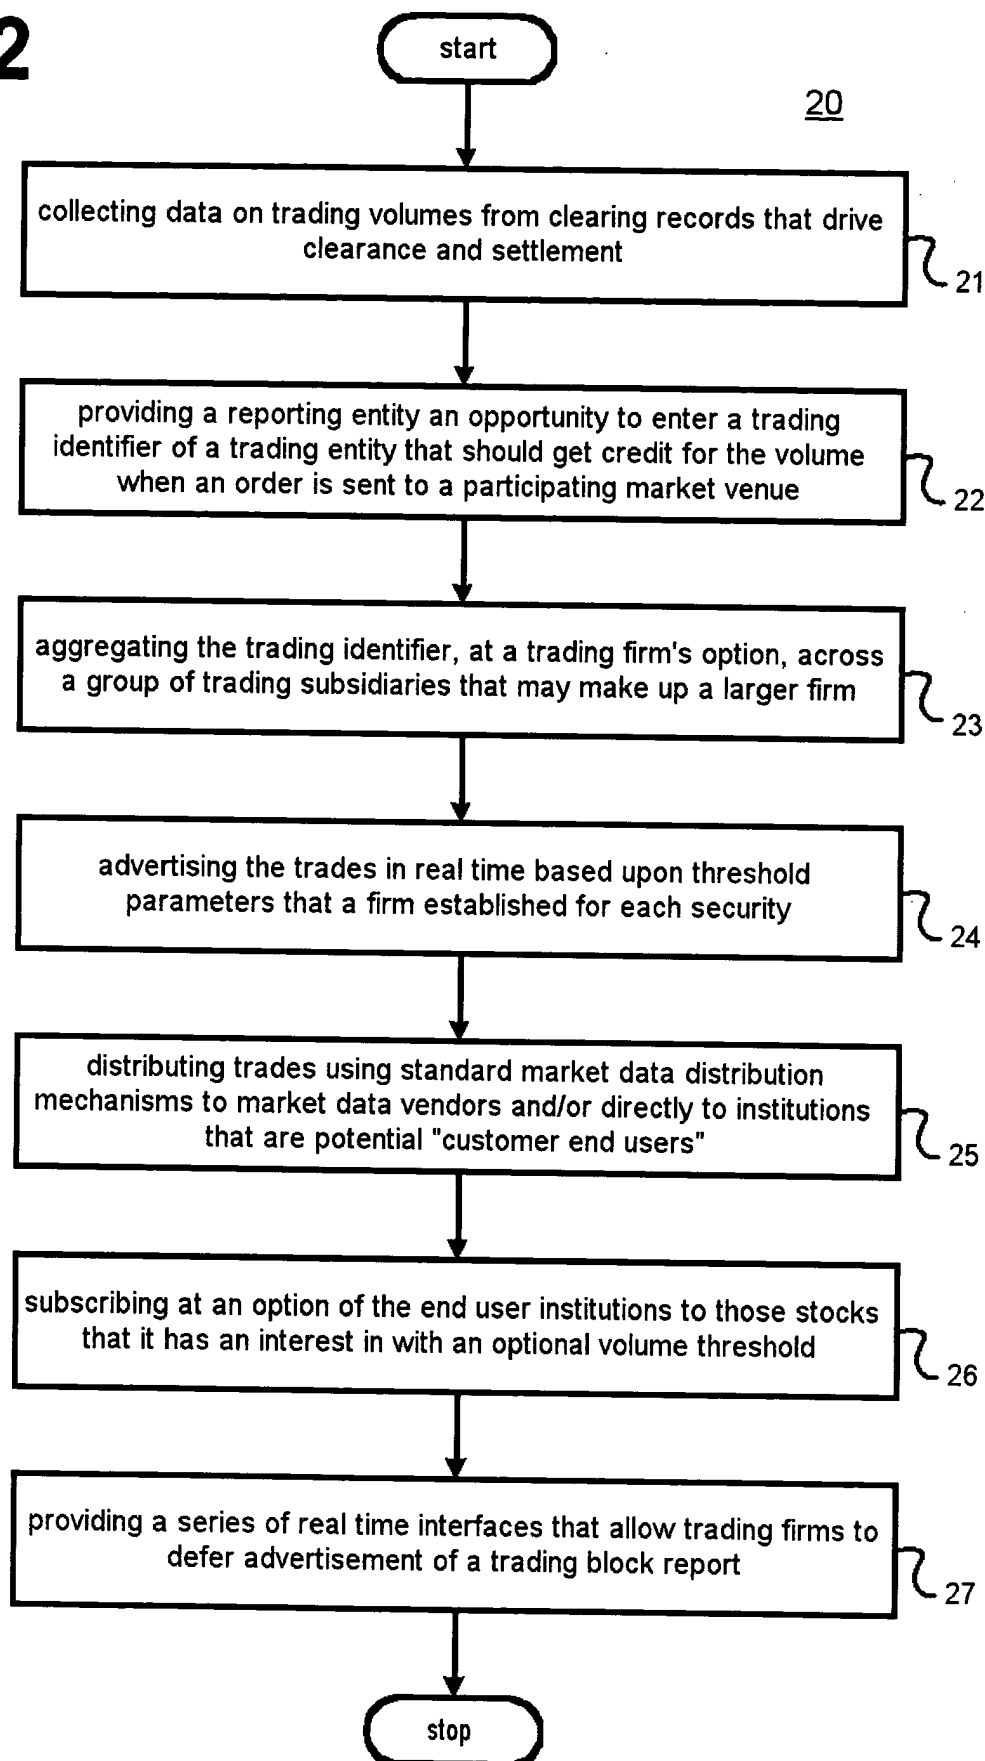 2
start
20
collecting data on trading volumes from clearing records that drive
clearance and settlement
21
providing a reporting entity an opportunity to enter a trading
identifier of a trading entity that should get credit for the volume
when an order is sent to a participating market venue
22
aggregating the trading identifier, at a trading firm's option, across
a group of trading subsidiaries that may make up a larger firm
23
advertising the trades in real time based upon threshold
parameters that a firm established for each security
24
distributing trades using standard market data distribution
mechanisms to market data vendors and/or directly to institutions
that are potential "customer end users"
25
subscribing at an option of the end user institutions to those stocks
that it has an interest in with an optional volume threshold
26
providing a series of real time interfaces that allow trading firms to
defer advertisement of a trading block report
27
stop